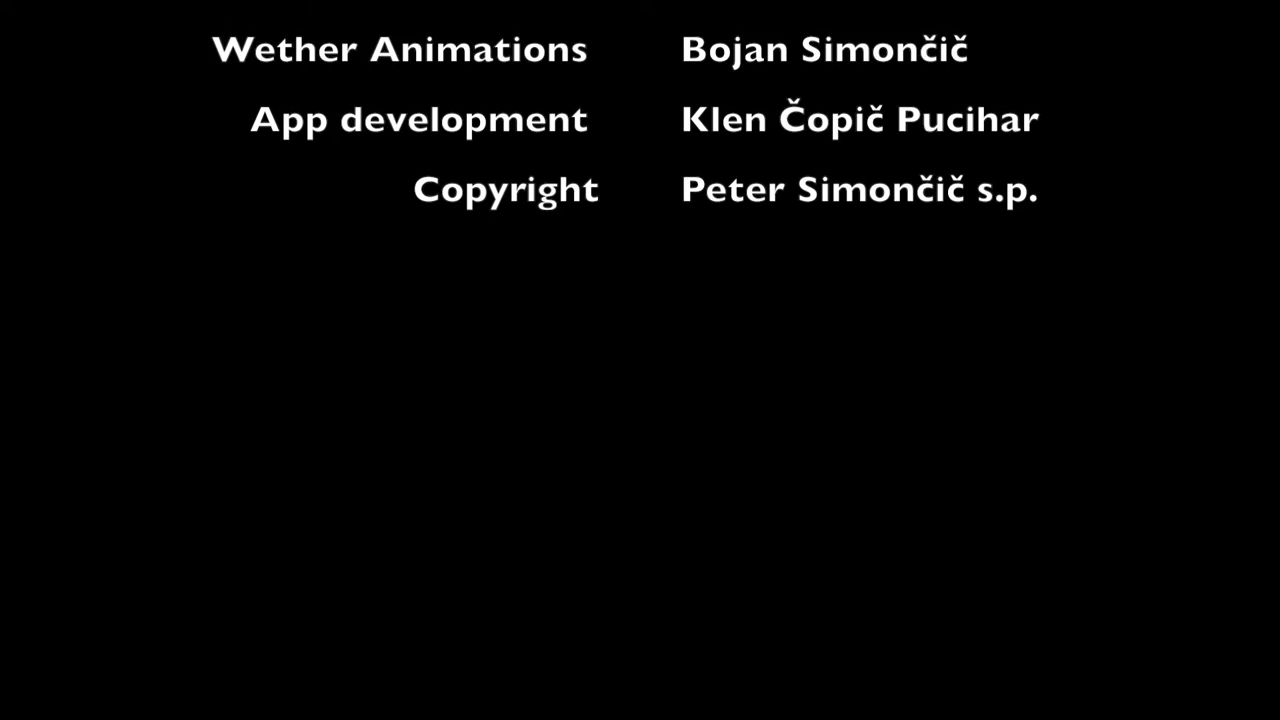 Wether Animations Bojan Simončič
App development Klen Čopič Pucihar
Copyright Peter Simončič s.p.